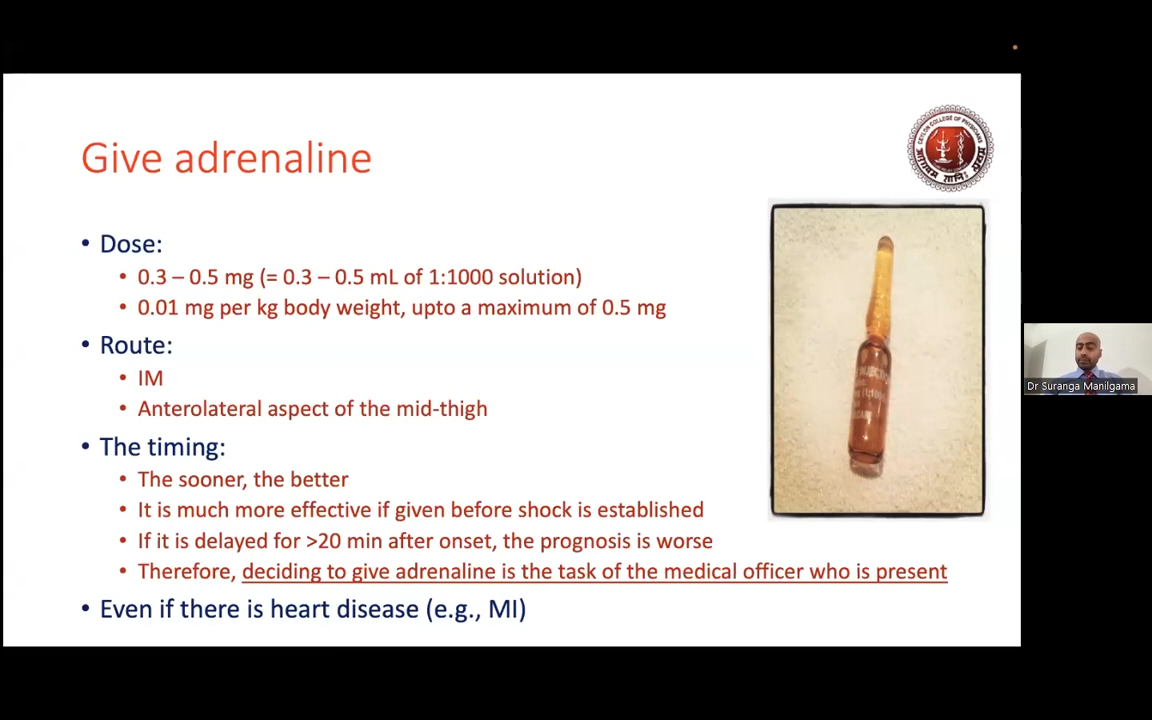 Give adrenaline
CEYLON COLLEGE OF PHYSICIANS
• Dose:
• 0.3 – 0.5 mg (= 0.3 – 0.5 mL of 1:1000 solution)
• 0.01 mg per kg body weight, upto a maximum of 0.5 mg
• Route:
• IM
• Anterolateral aspect of the mid-thigh
• The timing:
• The sooner, the better
• It is much more effective if given before shock is established
• If it is delayed for >20 min after onset, the prognosis is worse
• Therefore, deciding to give adrenaline is the task of the medical officer who is present
• Even if there is heart disease (e.g., MI)
Dr Suranga Manilgama